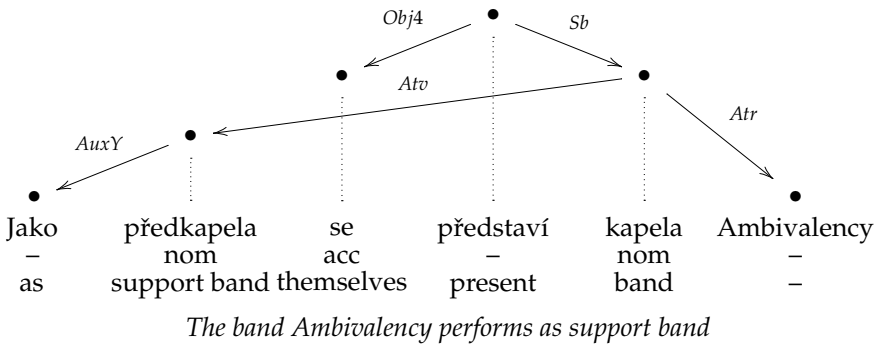 Obj4 Sb
Atv
AuxY Atr
Jako předkapela se představí kapela Ambivalency
– nom acc – nom –
as support band themselves present band –
The band Ambivalency performs as support band